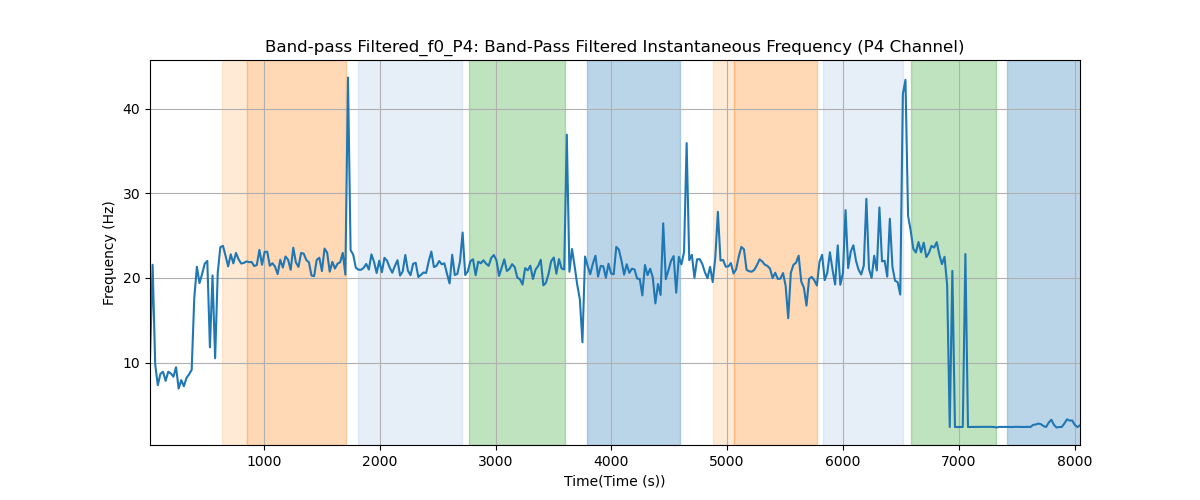 Band-pass Filtered_f0_P4: Band-Pass Filtered Instantaneous Frequency (P4 Channel)
Frequency (Hz)
40
30
20
10
1000 2000 3000 4000 5000 6000 7000 8000
Time(Time (s))